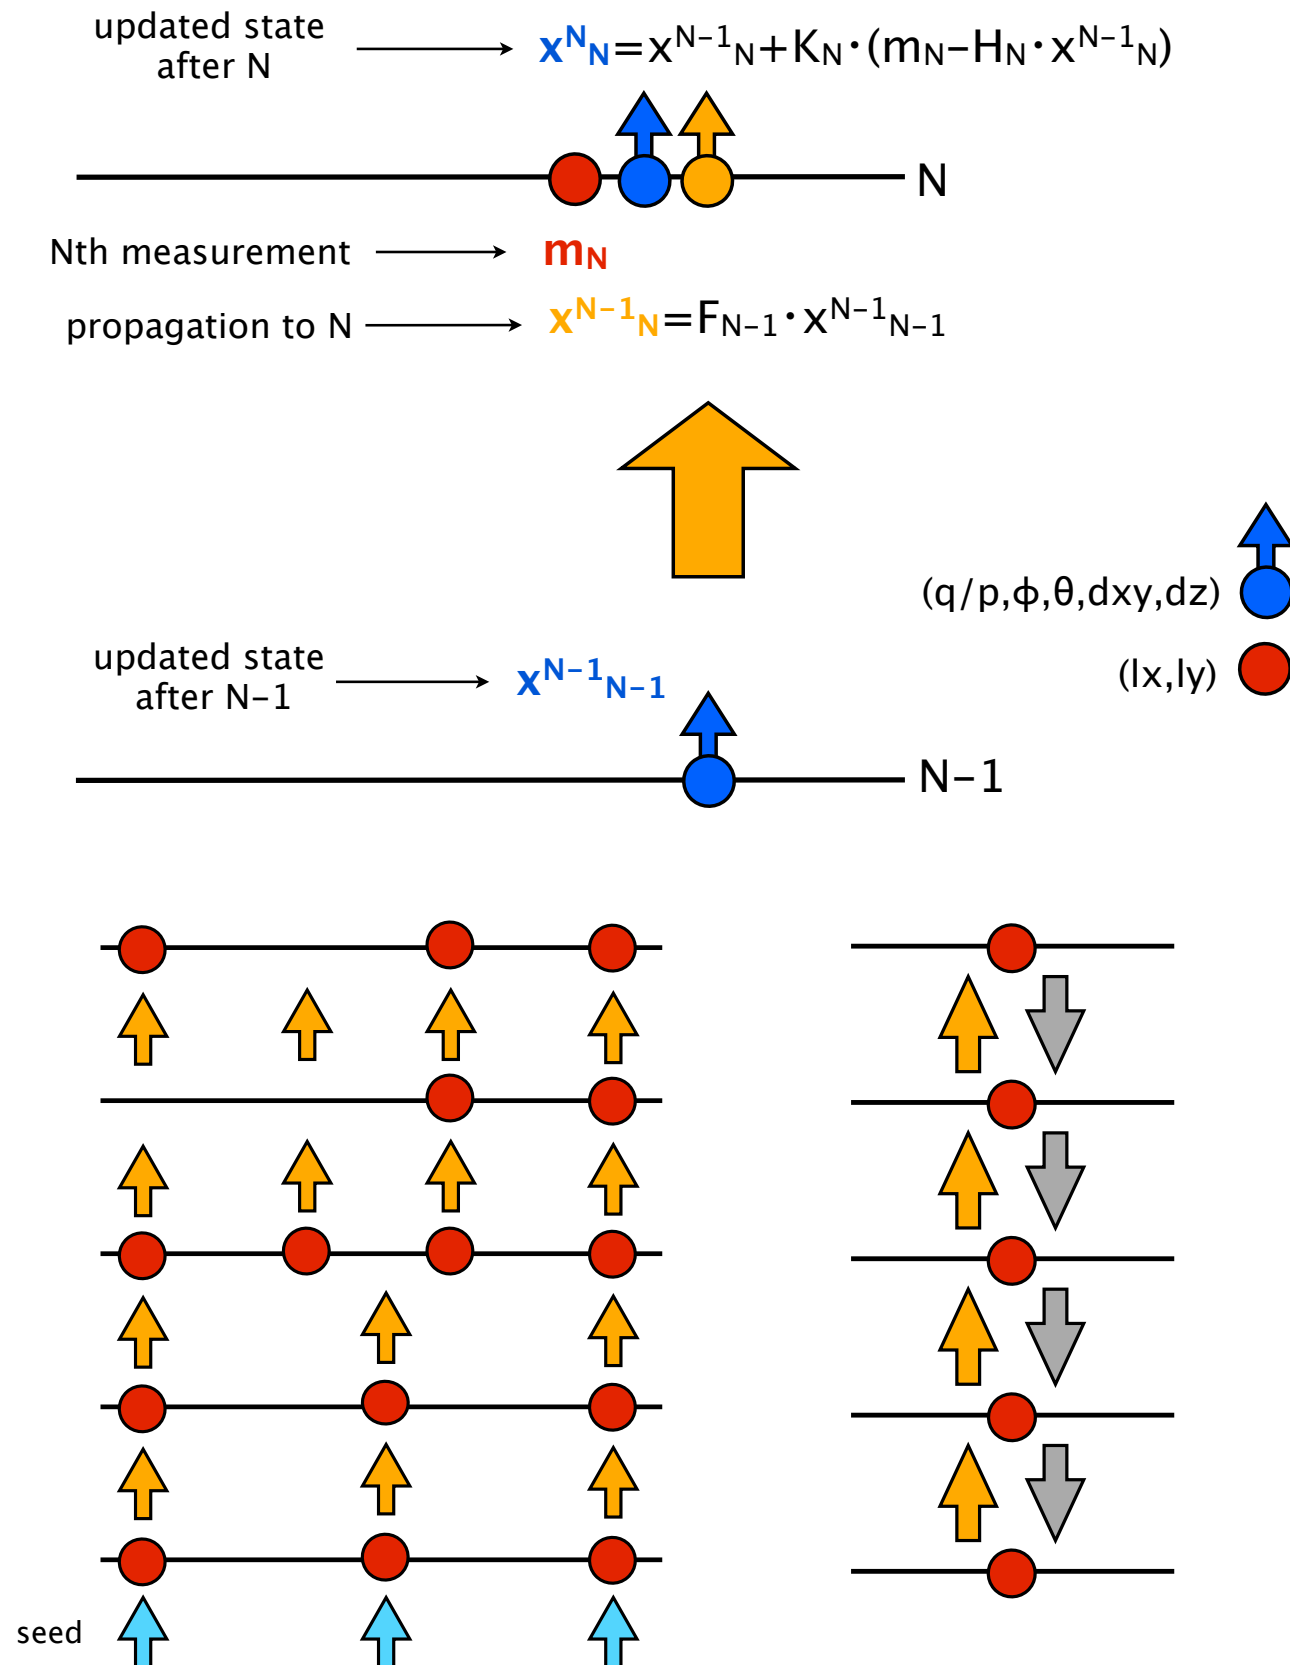 updated state
after N
x^N_N=x^{N−1}_N+K_N·(m_N−H_N·x^{N−1}_N)
N
Nth measurement
m_N
propagation to N
x^{N−1}_N=F_{N−1}·x^{N−1}_{N−1}
(q/p,ϕ,θ,dxy,dz)
(lx,ly)
updated state
after N−1
x^{N−1}_{N−1}
N−1
seed